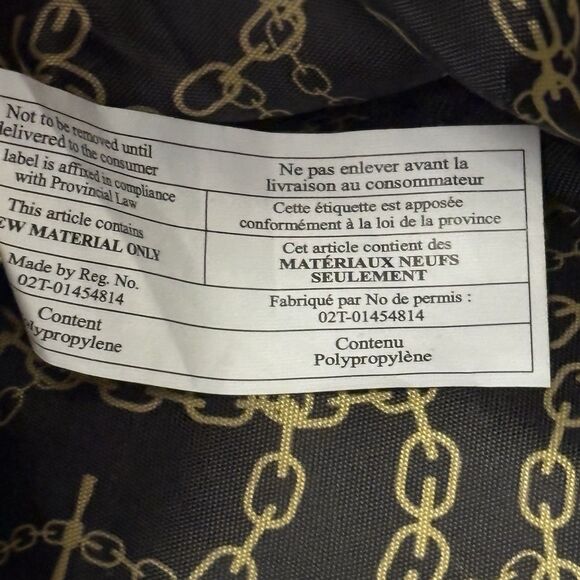 Not to be removed until
delivered to the consumer
label is affixed in compliance
with Provincial Law
This article contains
EW MATERIAL ONLY
Made by Reg. No.
02T-01454814
Content
lypropylene
Ne pas enlever avant la
livraison au consommateur
Cette étiquette est apposée
conformément à la loi de la province
Cet article contient des
MATÉRIAUX NEUFS
SEULEMENT
Fabriqué par No de permis :
02T-01454814
Contenu
Polypropylène